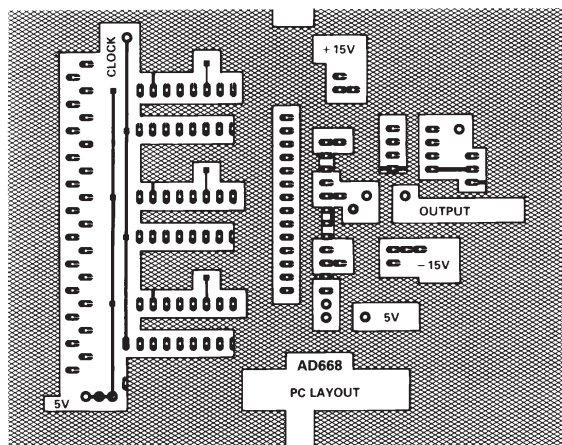 + 15V
CLOCK
OUTPUT
– 15V
5V
AD668
PC LAYOUT
5V